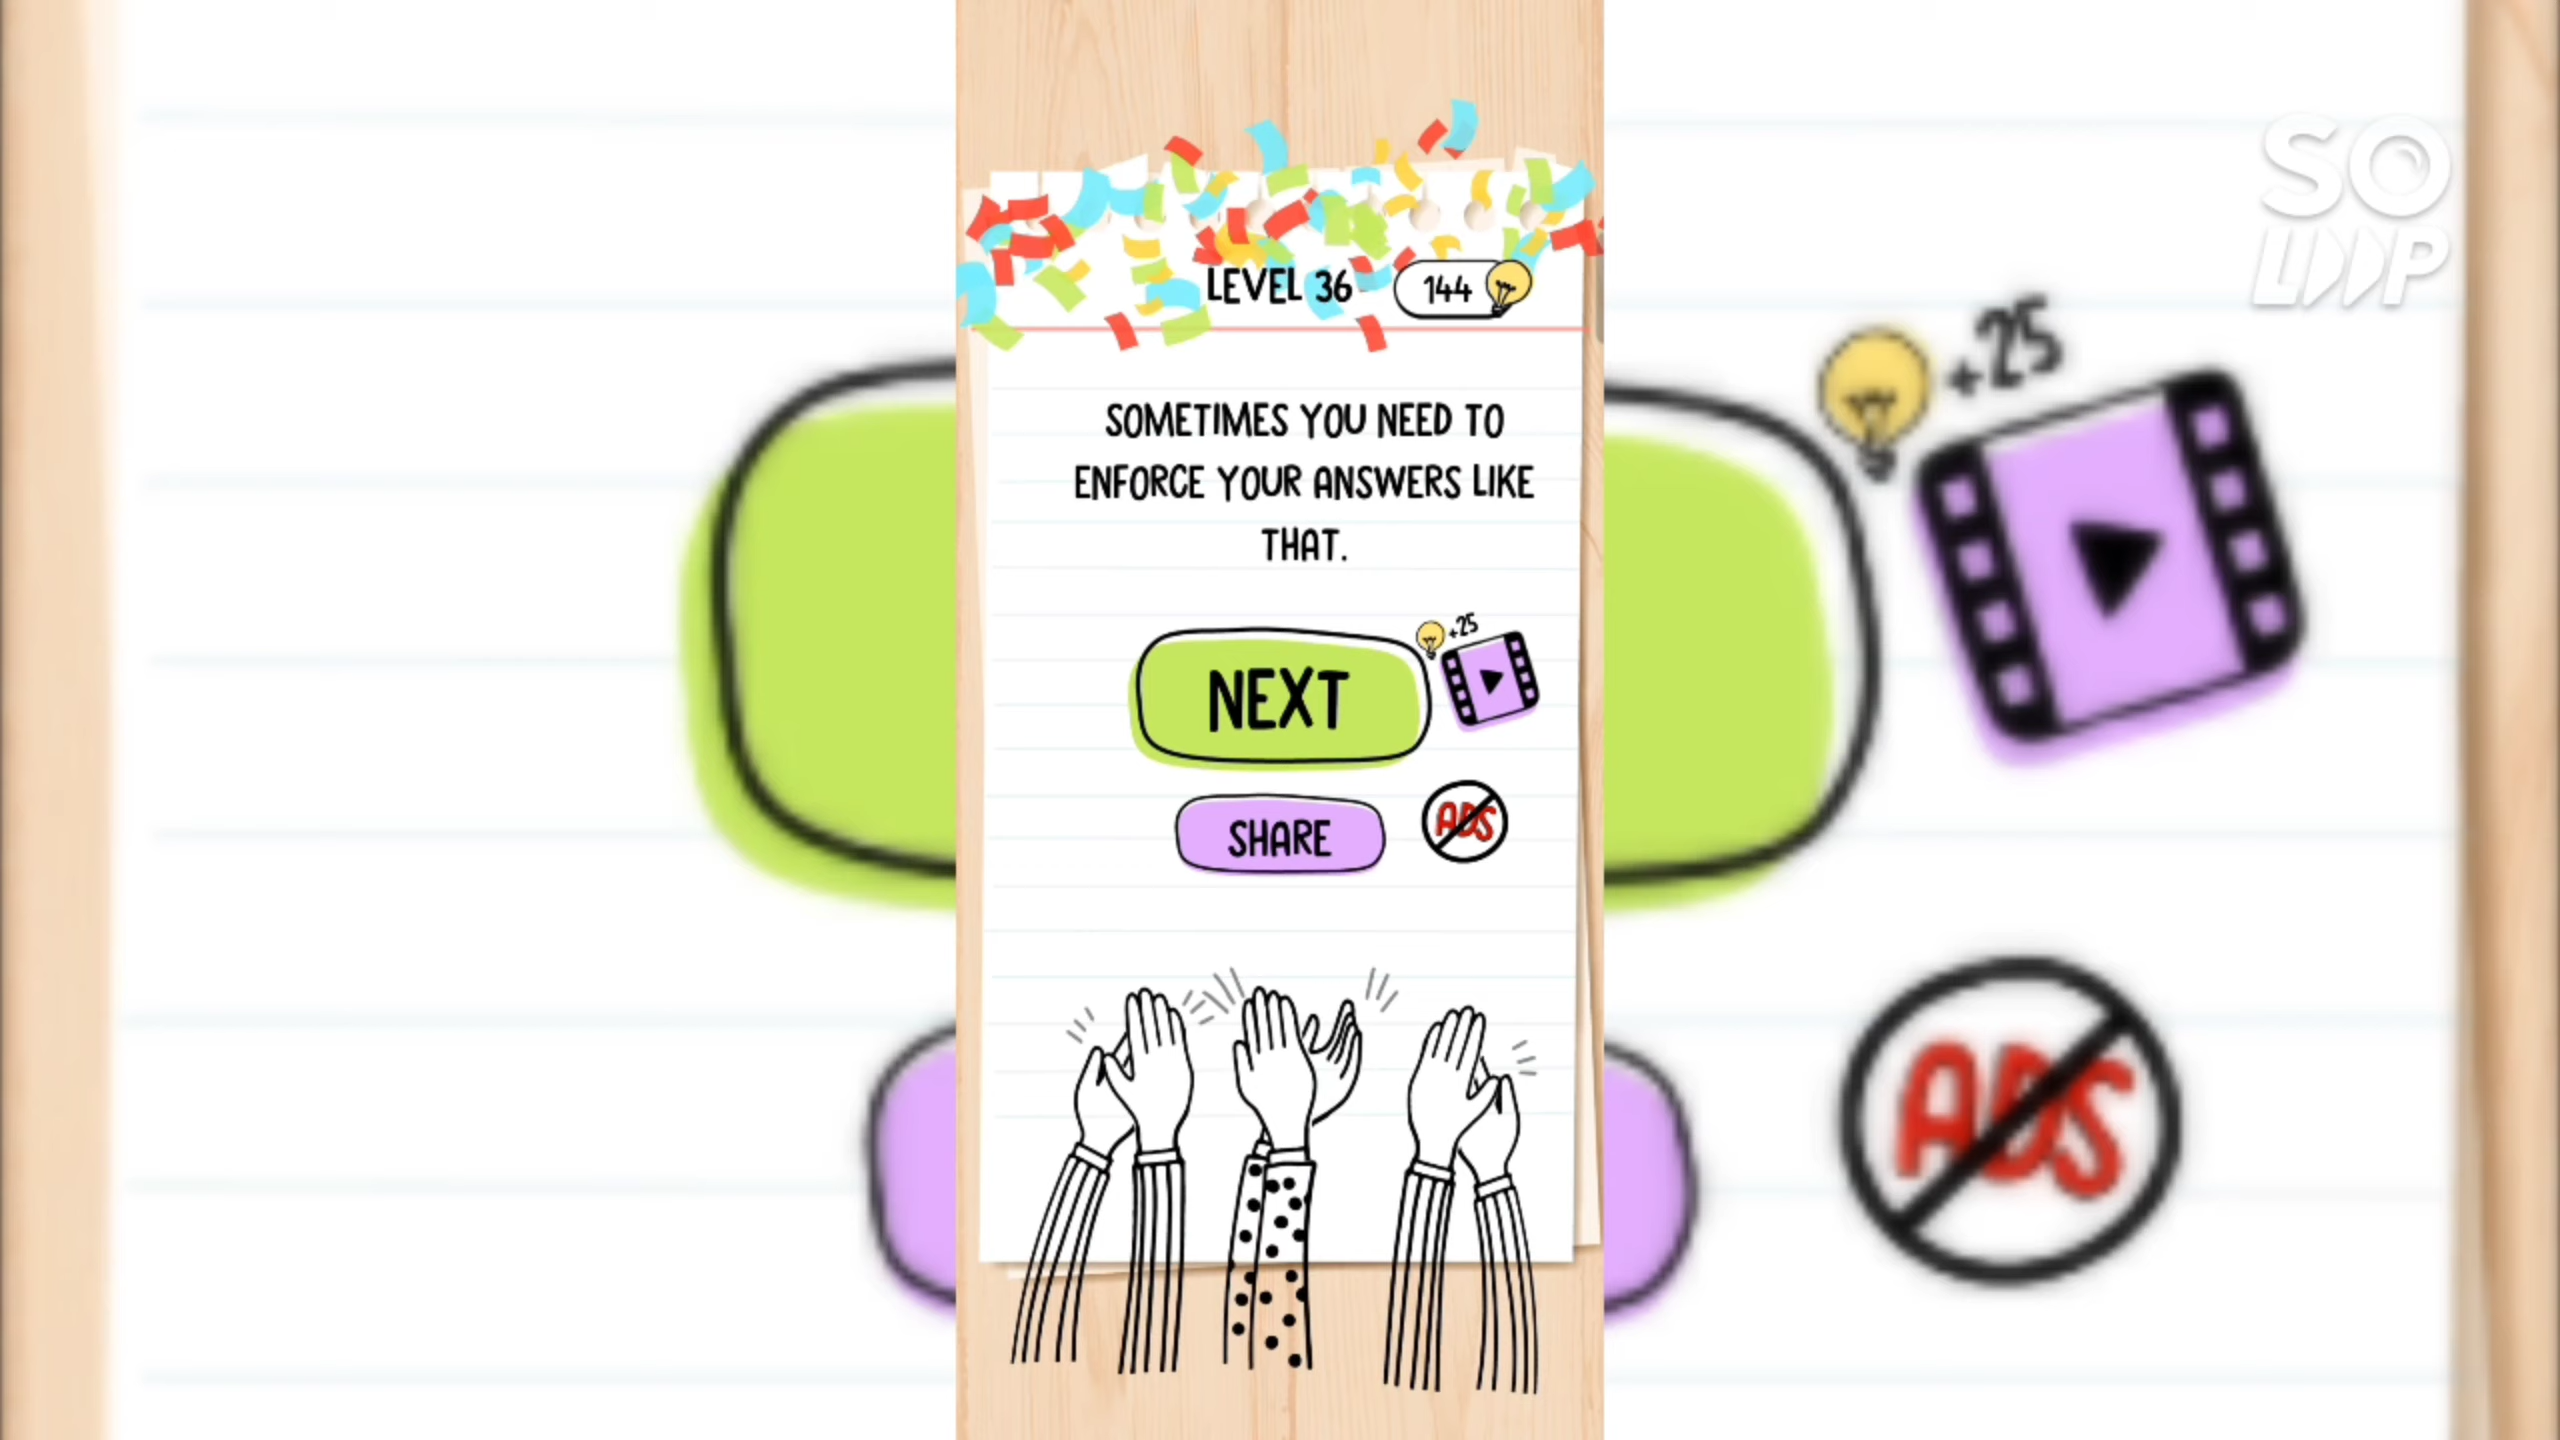 SO
LOOP
LEVEL 36
144
SOMETIMES YOU NEED TO
ENFORCE YOUR ANSWERS LIKE
THAT.
+25
NEXT
SHARE
ADS
+25
ADS